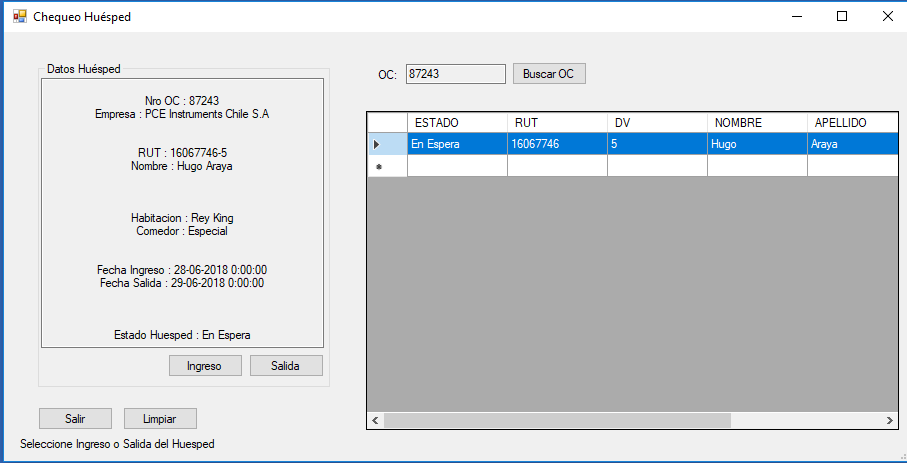 Chequeo Huésped
Datos Huésped
Nro OC : 87243
Empresa : PCE Instruments Chile S.A
RUT : 16067746-5
Nombre : Hugo Araya
Habitacion : Rey King
Comedor : Especial
Fecha Ingreso : 28-06-2018 0:00:00
Fecha Salida : 29-06-2018 0:00:00
Estado Huesped : En Espera
Ingreso Salida
Salir Limpiar
Seleccione Ingreso o Salida del Huesped
OC: 87243 Buscar OC
ESTADO RUT DV NOMBRE APELLIDO
En Espera 16067746 5 Hugo Araya